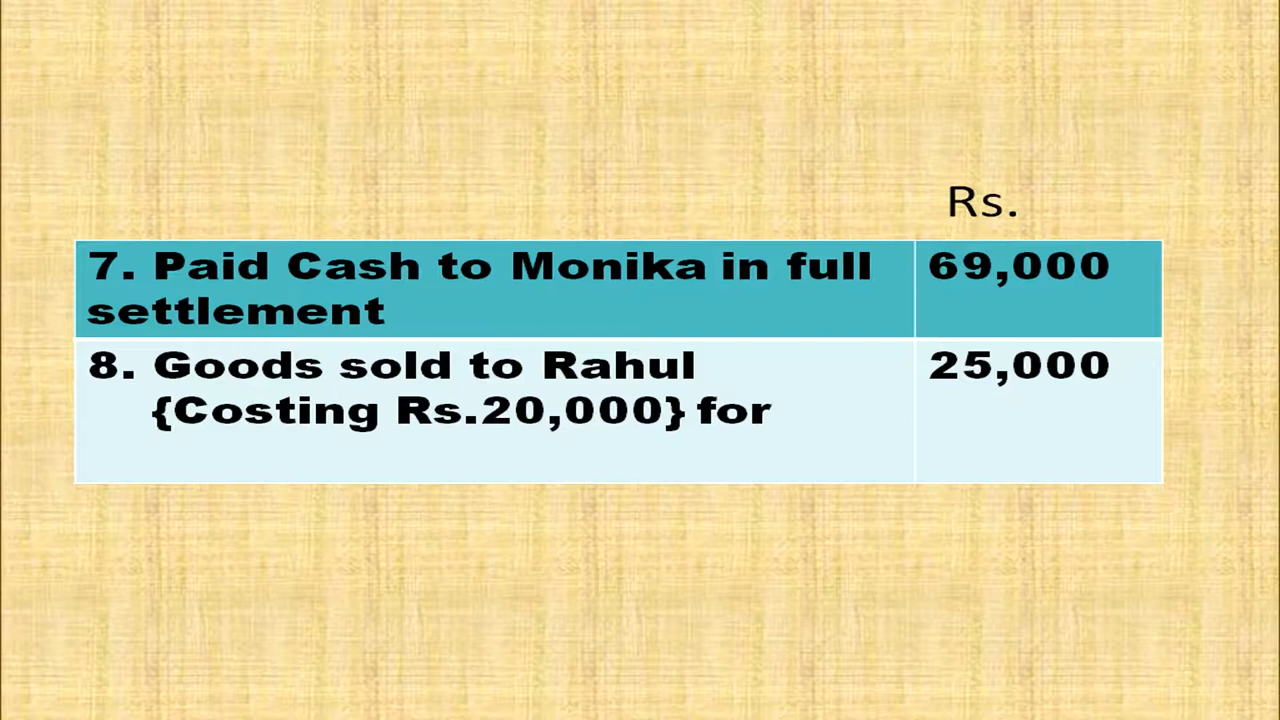 Rs.
7. Paid Cash to Monika in full 69,000
settlement
8. Goods sold to Rahul 25,000
{Costing Rs.20,000} for